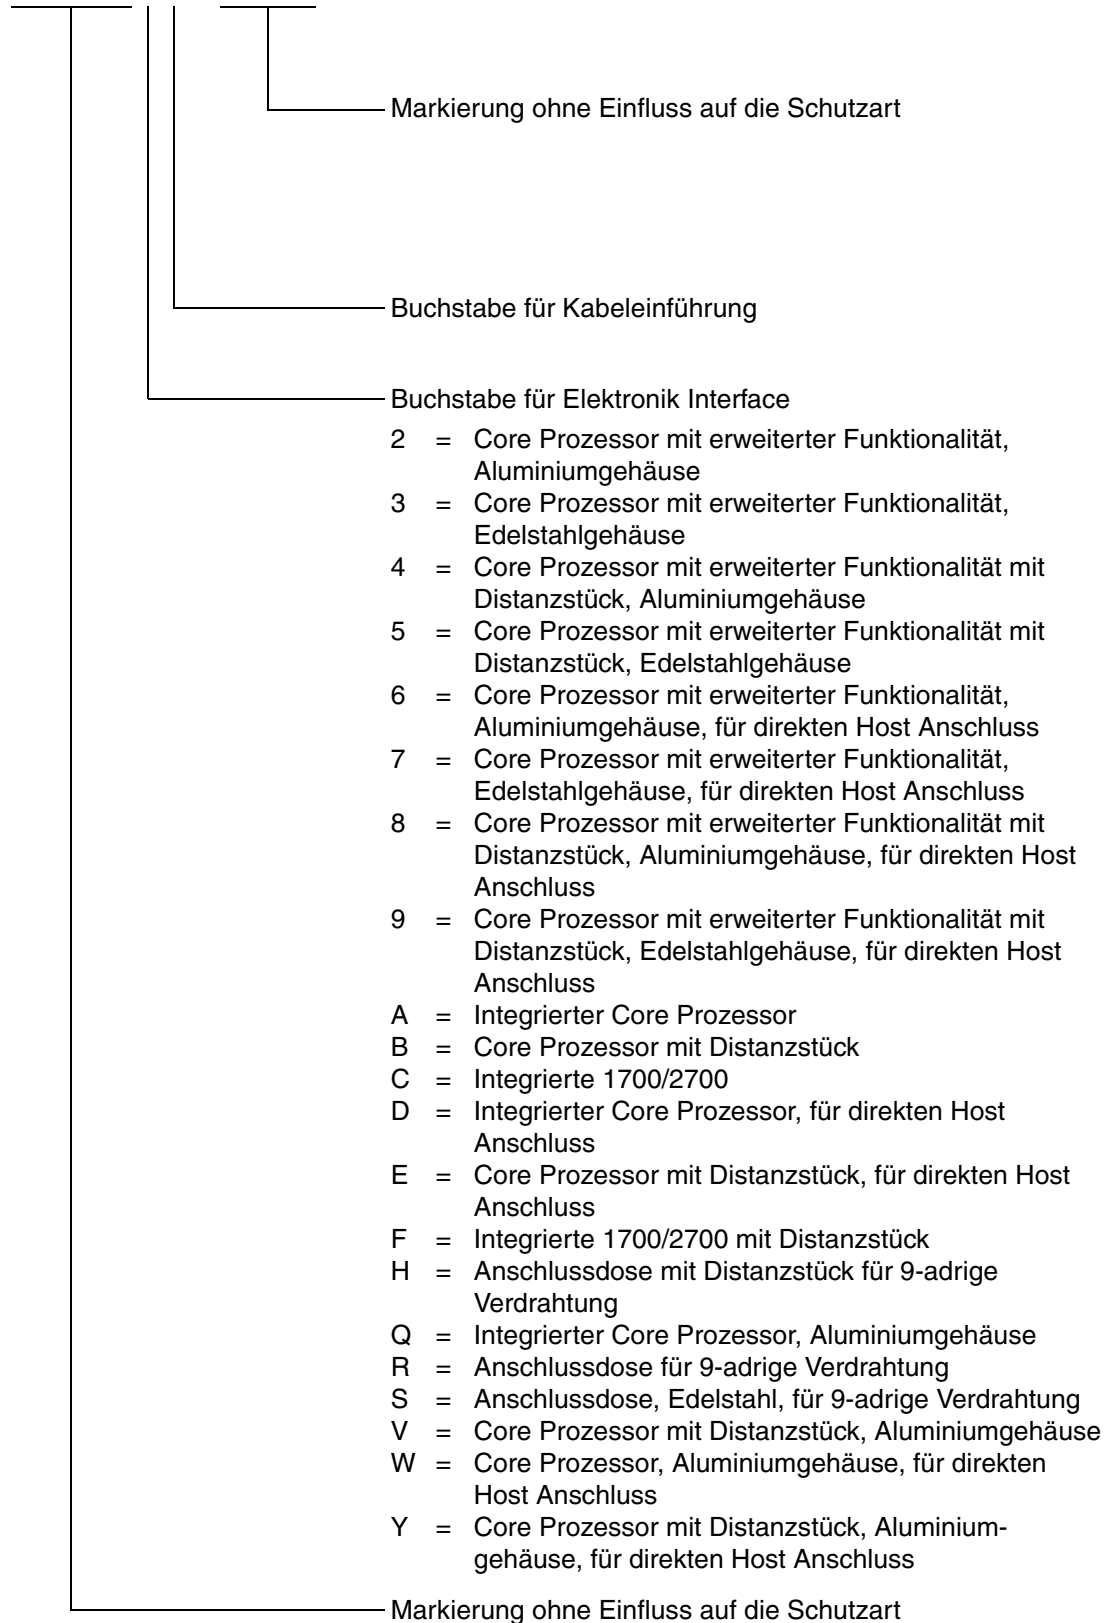 Markierung ohne Einfluss auf die Schutzart
Buchstabe für Kabeleinführung
Buchstabe für Elektronik Interface
2 = Core Prozessor mit erweiterter Funktionalität,
Aluminiumgehäuse
3 = Core Prozessor mit erweiterter Funktionalität,
Edelstahlgehäuse
4 = Core Prozessor mit erweiterter Funktionalität mit
Distanzstück, Aluminiumgehäuse
5 = Core Prozessor mit erweiterter Funktionalität mit
Distanzstück, Edelstahlgehäuse
6 = Core Prozessor mit erweiterter Funktionalität,
Aluminiumgehäuse, für direkten Host Anschluss
7 = Core Prozessor mit erweiterter Funktionalität,
Edelstahlgehäuse, für direkten Host Anschluss
8 = Core Prozessor mit erweiterter Funktionalität mit
Distanzstück, Aluminiumgehäuse, für direkten Host
Anschluss
9 = Core Prozessor mit erweiterter Funktionalität mit
Distanzstück, Edelstahlgehäuse, für direkten Host
Anschluss
A = Integrierter Core Prozessor
B = Core Prozessor mit Distanzstück
C = Integrierte 1700/2700
D = Integrierter Core Prozessor, für direkten Host
Anschluss
E = Core Prozessor mit Distanzstück, für direkten Host
Anschluss
F = Integrierte 1700/2700 mit Distanzstück
H = Anschlussdose mit Distanzstück für 9-adrige
Verdrahtung
Q = Integrierter Core Prozessor, Aluminiumgehäuse
R = Anschlussdose für 9-adrige Verdrahtung
S = Anschlussdose, Edelstahl, für 9-adrige Verdrahtung
V = Core Prozessor mit Distanzstück, Aluminiumgehäuse
W = Core Prozessor, Aluminiumgehäuse, für direkten
Host Anschluss
Y = Core Prozessor mit Distanzstück, Aluminium-
gehäuse, für direkten Host Anschluss
Markierung ohne Einfluss auf die Schutzart